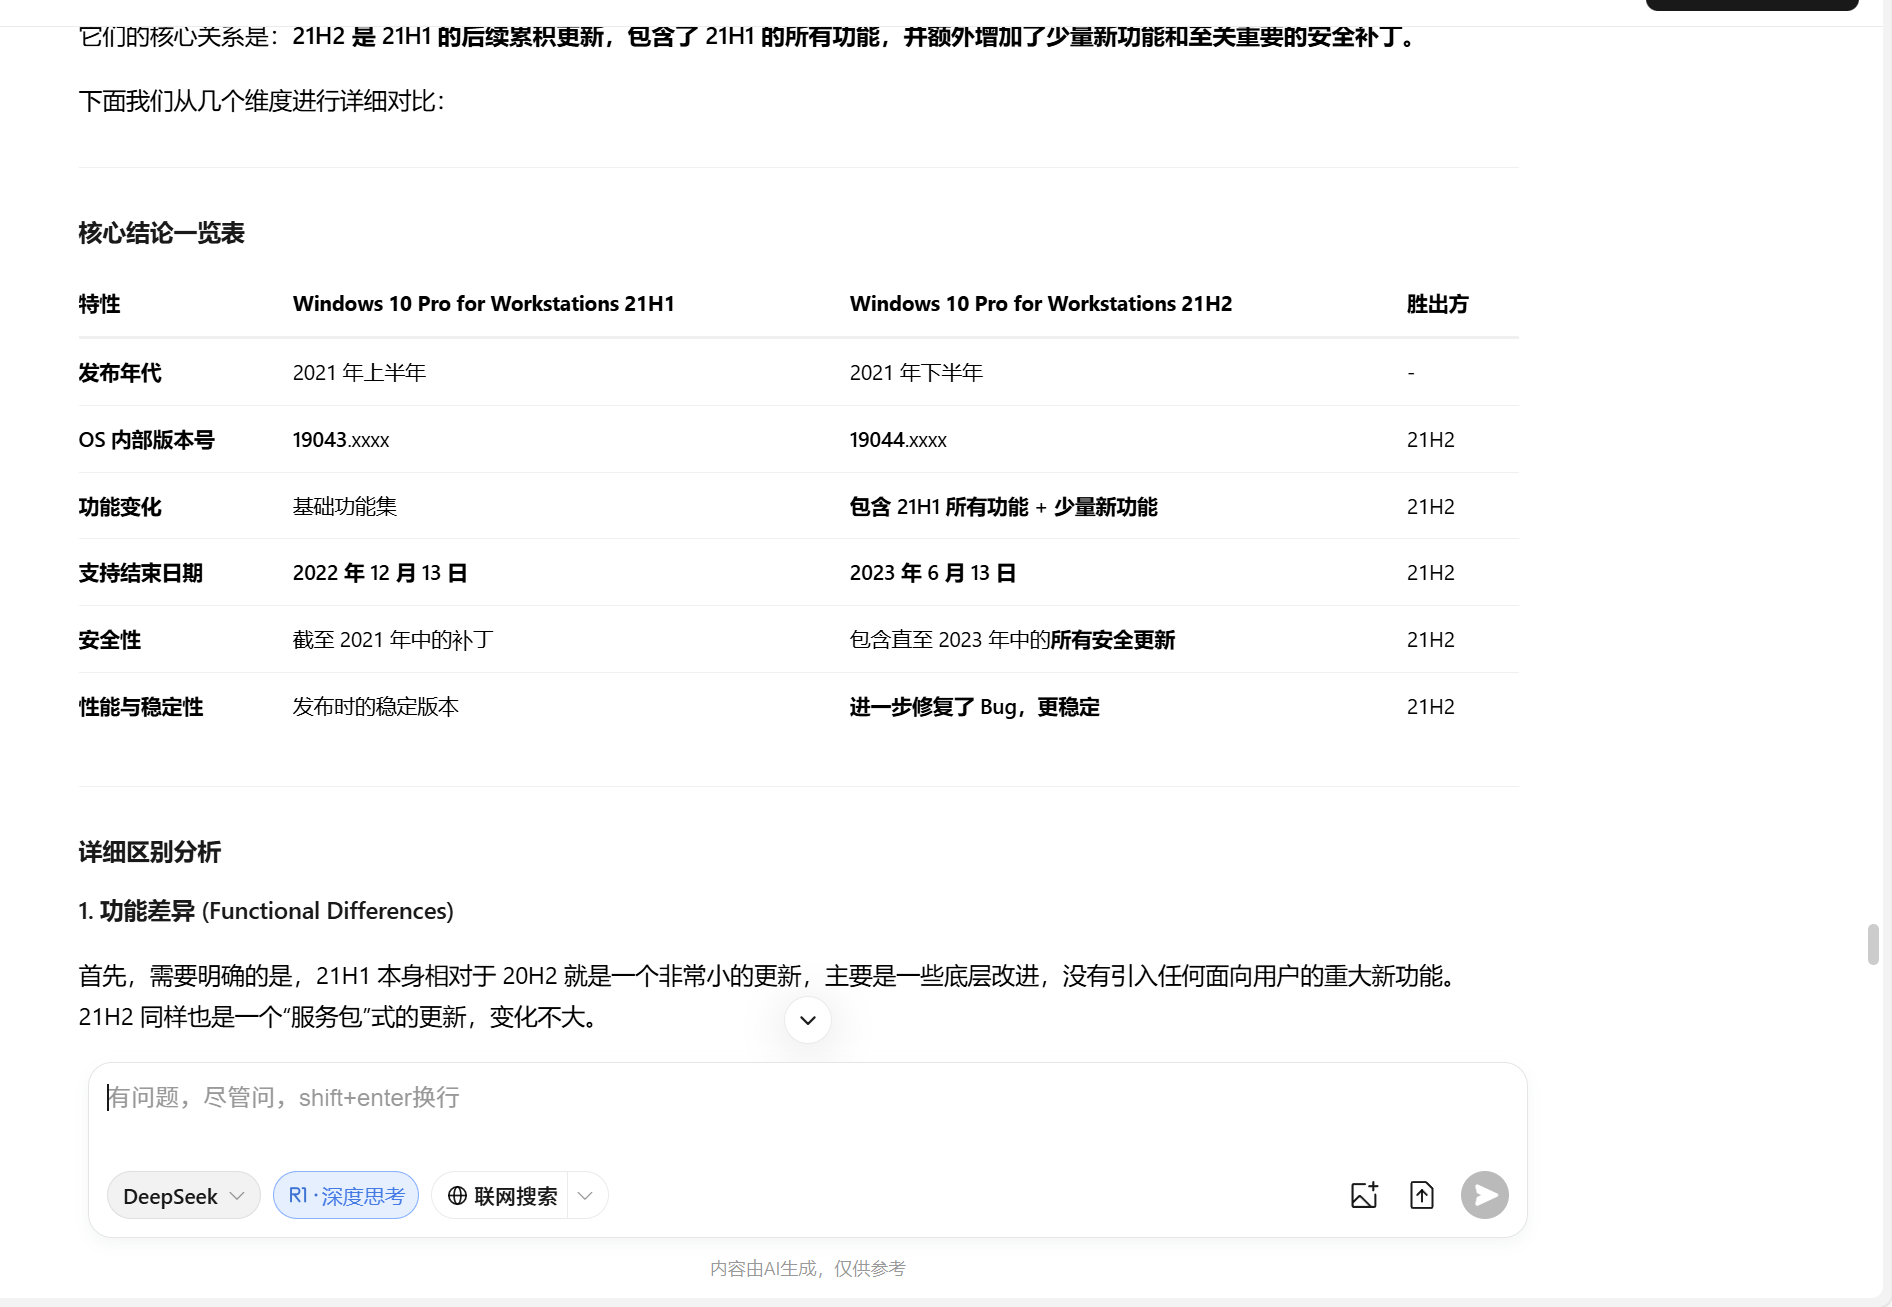 它们的核心关系是：21H2 是 21H1 的后续累积更新，包含了 21H1 的所有功能，并额外增加了少量新功能和至关重要的安全补丁。
下面我们从几个维度进行详细对比：
核心结论一览表
特性 Windows 10 Pro for Workstations 21H1 Windows 10 Pro for Workstations 21H2 胜出方
发布年代 2021 年上半年 2021 年下半年 -
OS 内部版本号 19043.xxxx 19044.xxxx 21H2
功能变化 基础功能集 包含 21H1 所有功能 + 少量新功能 21H2
支持结束日期 2022 年 12 月 13 日 2023 年 6 月 13 日 21H2
安全性 截至 2021 年中的补丁 包含直至 2023 年中的所有安全更新 21H2
性能与稳定性 发布时的稳定版本 进一步修复了 Bug，更稳定 21H2
详细区别分析
1. 功能差异 (Functional Differences)
首先，需要明确的是，21H1 本身相对于 20H2 就是一个非常小的更新，主要是一些底层改进，没有引入任何面向用户的重大新功能。
21H2 同样也是一个“服务包”式的更新，变化不大。
有问题，尽管问，shift+enter换行
DeepSeek R1·深度思考 联网搜索
内容由AI生成，仅供参考